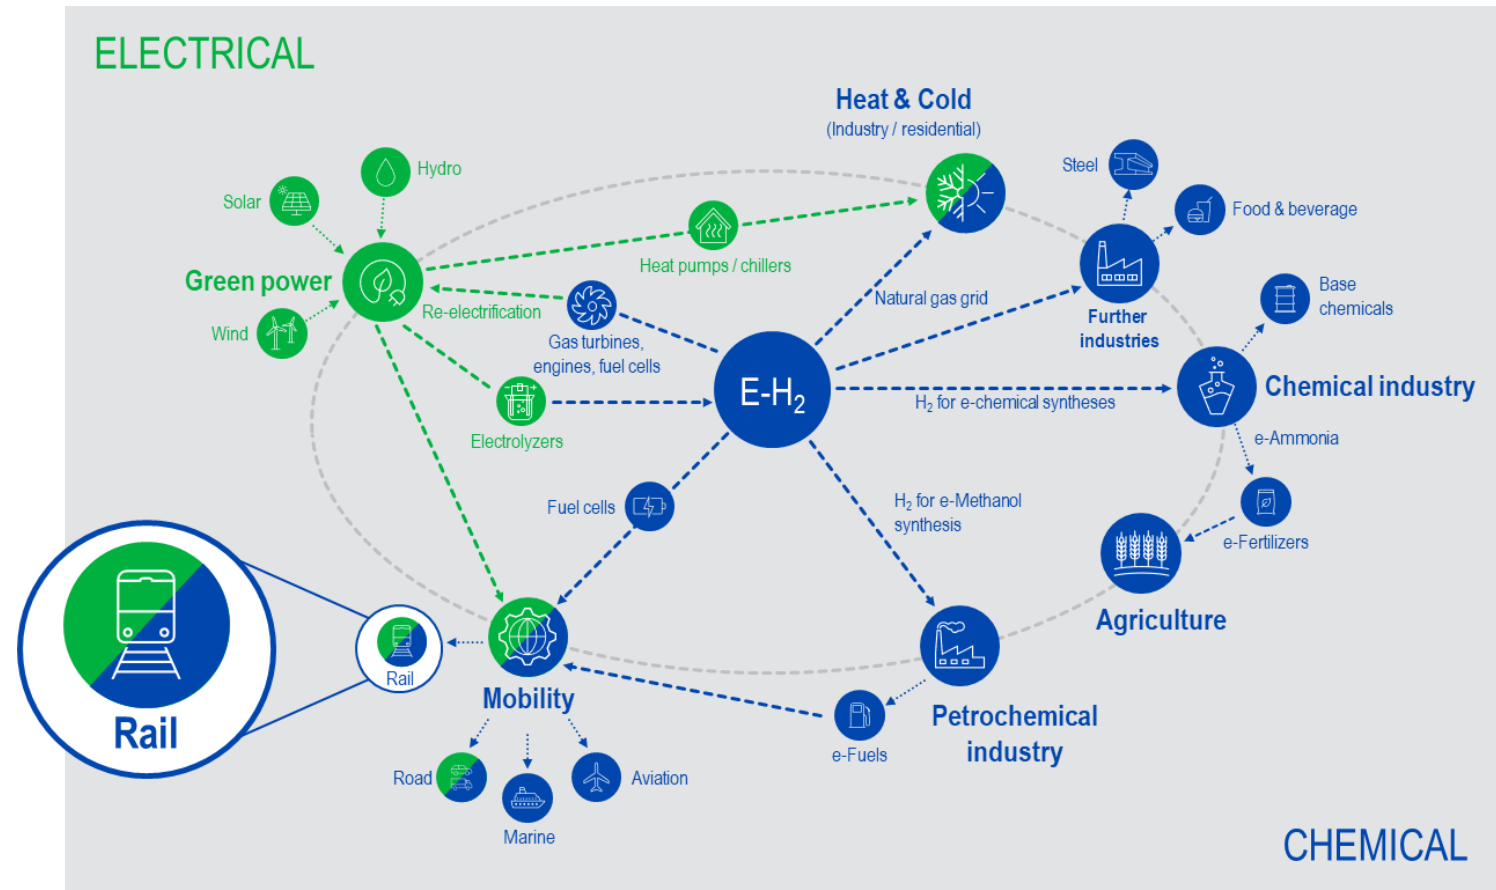 ELECTRICAL
Heat & Cold
(Industry / residential)
Hydro
Solar
Steel
Food & beverage
Green power
Heat pumps / chillers
Base
chemicals
Re-electrification
Natural gas grid
Wind
Further
industries
Gas turbines,
engines, fuel cells
E-H₂
Chemical industry
H₂ for e-chemical syntheses
Electrolyzers
e-Ammonia
Fuel cells
H₂ for e-Methanol
synthesis
e-Fertilizers
Agriculture
Rail
Rail
Mobility
Petrochemical
industry
e-Fuels
Road
Aviation
Marine
CHEMICAL